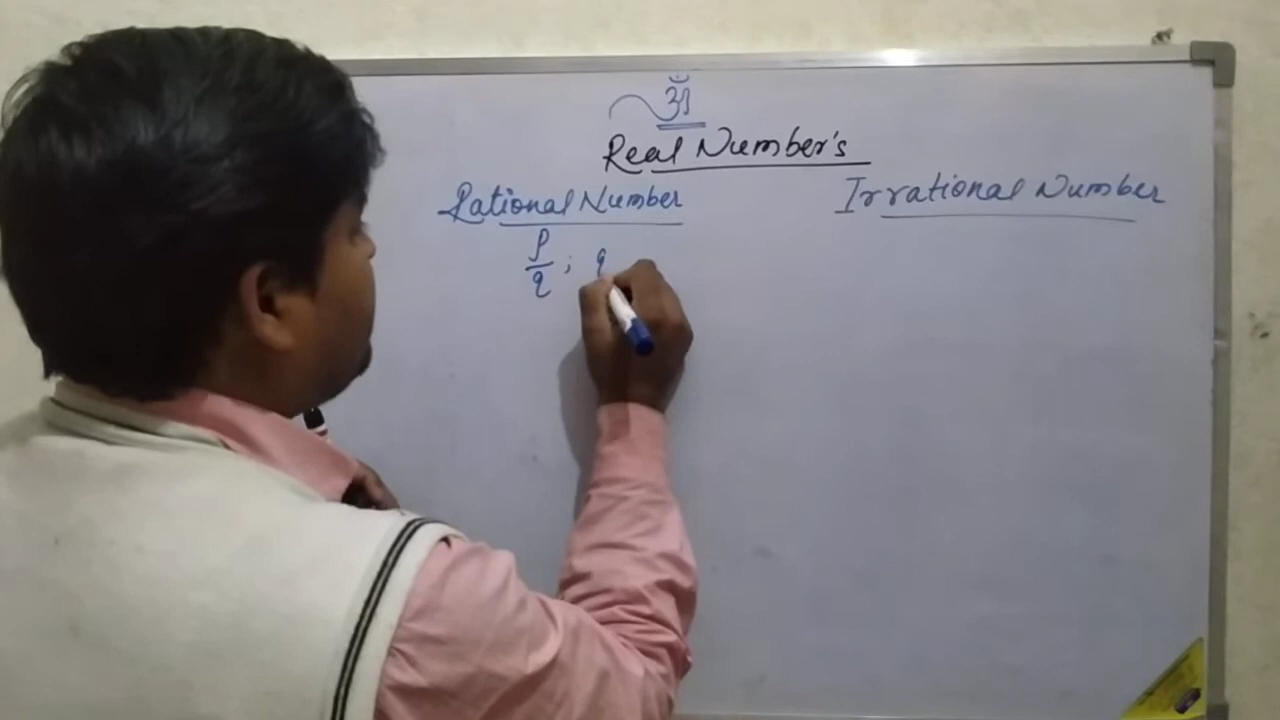 ॐ
Real Number's
Rational Number
Irrational Number
p/q ; q